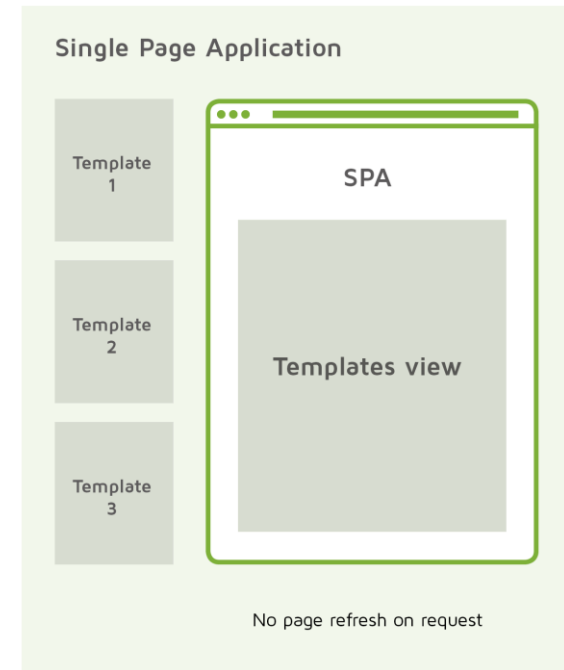 Single Page Application
Template
1
SPA
Template
2
Templates view
Template
3
No page refresh on request